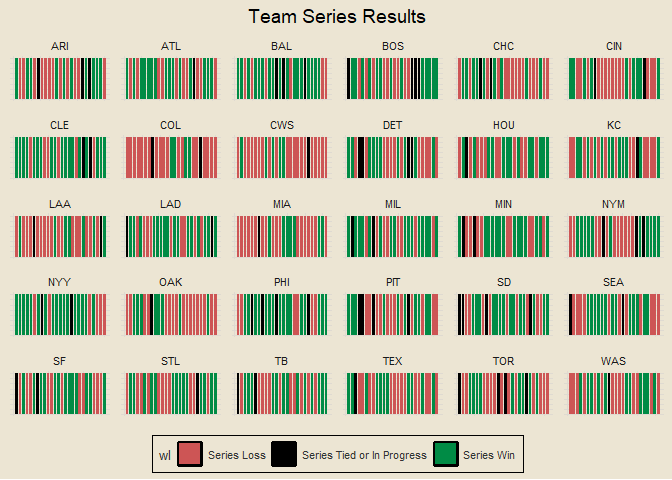 Team Series Results
ARI ATL BAL BOS CHC CIN
CLE COL CWS DET HOU KC
LAA LAD MIA MIL MIN NYM
NYY OAK PHI PIT SD SEA
SF STL TB TEX TOR WAS
wl Series Loss Series Tied or In Progress Series Win